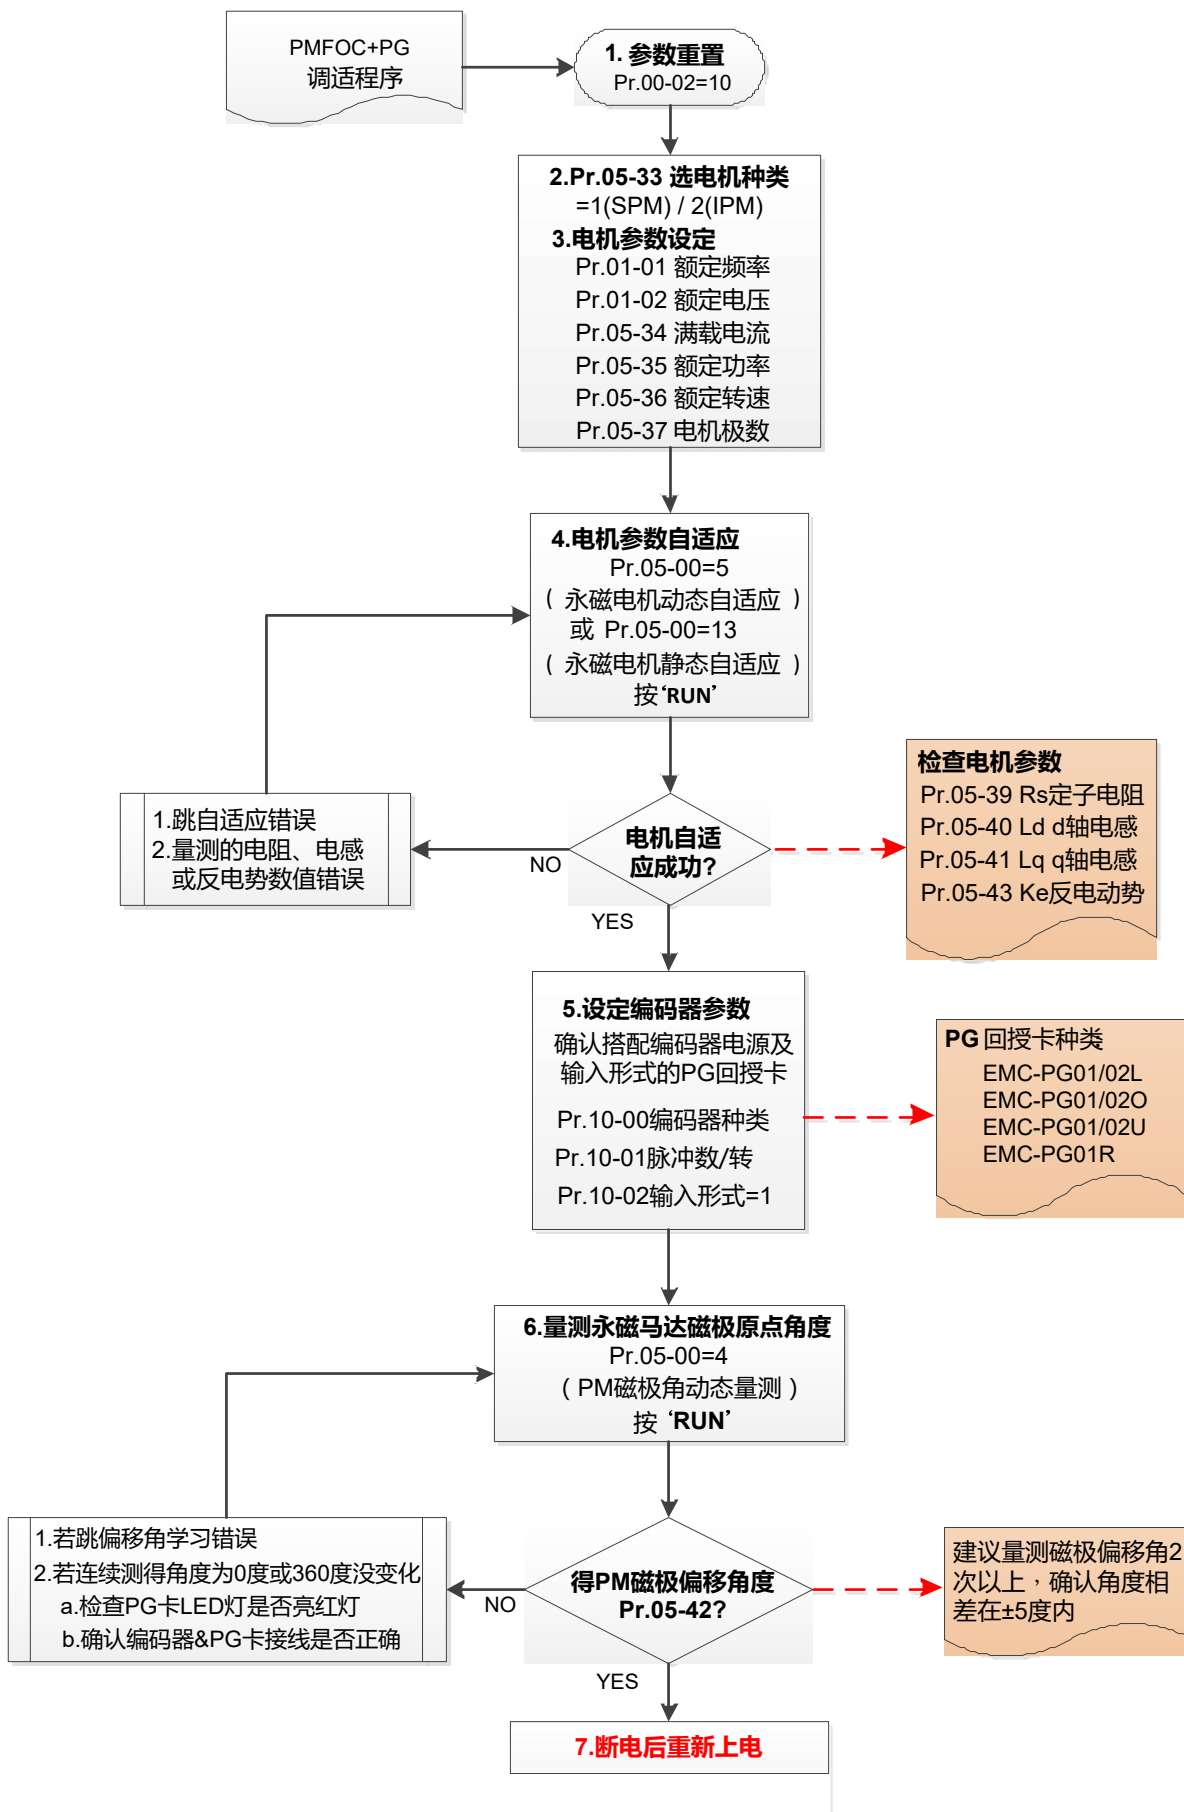 PMFOC+PG
调适程序
1. 参数重置
Pr.00-02=10
2.Pr.05-33 选电机种类
=1(SPM) / 2(IPM)
3.电机参数设定
Pr.01-01 额定频率
Pr.01-02 额定电压
Pr.05-34 满载电流
Pr.05-35 额定功率
Pr.05-36 额定转速
Pr.05-37 电机极数
4.电机参数自适应
Pr.05-00=5
( 永磁电机动态自适应 )
或 Pr.05-00=13
( 永磁电机静态自适应 )
按‘RUN’
电机自适
应成功?
NO
YES
1.跳自适应错误
2.量测的电阻、电感
或反电势数值错误
检查电机参数
Pr.05-39 Rs定子电阻
Pr.05-40 Ld d轴电感
Pr.05-41 Lq q轴电感
Pr.05-43 Ke反电动势
5.设定编码器参数
确认搭配编码器电源及
输入形式的PG回授卡
Pr.10-00编码器种类
Pr.10-01脉冲数/转
Pr.10-02输入形式=1
PG 回授卡种类
EMC-PG01/02L
EMC-PG01/02O
EMC-PG01/02U
EMC-PG01R
6.量测永磁马达磁极原点角度
Pr.05-00=4
( PM磁极角动态量测 )
按 ‘RUN’
得PM磁极偏移角度
Pr.05-42?
NO
YES
1.若跳偏移角学习错误
2.若连续测得角度为0度或360度没变化
a.检查PG卡LED灯是否亮红灯
b.确认编码器&PG卡接线是否正确
建议量测磁极偏移角2
次以上，确认角度相
差在±5度内
7.断电后重新上电